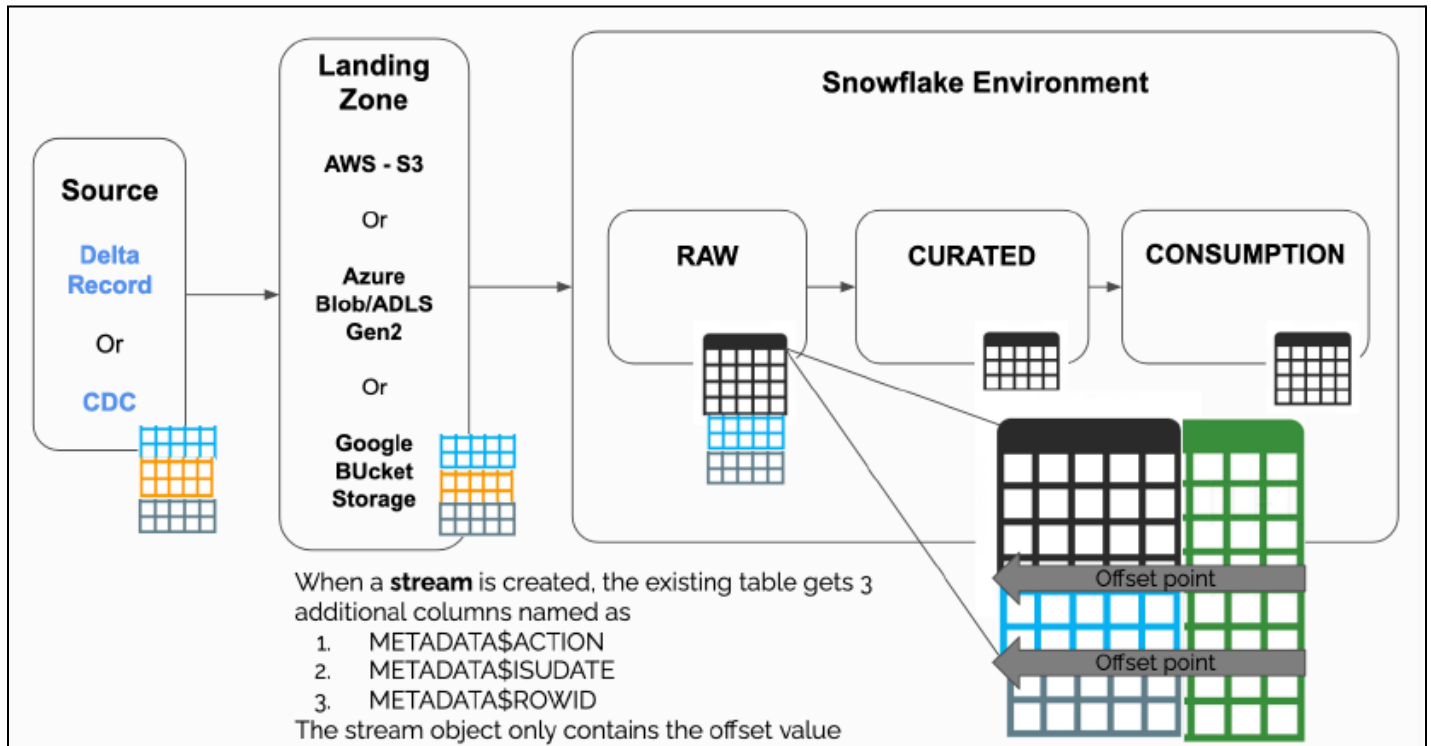 Source
Delta
Record
Or
CDC
Landing
Zone
AWS - S3
Or
Azure
Blob/ADLS
Gen2
Or
Google
BUcket
Storage
Snowflake Environment
RAW
CURATED
CONSUMPTION
Offset point
Offset point
When a stream is created, the existing table gets 3
additional columns named as
1. METADATA$ACTION
2. METADATA$ISUDATE
3. METADATA$ROWID
The stream object only contains the offset value